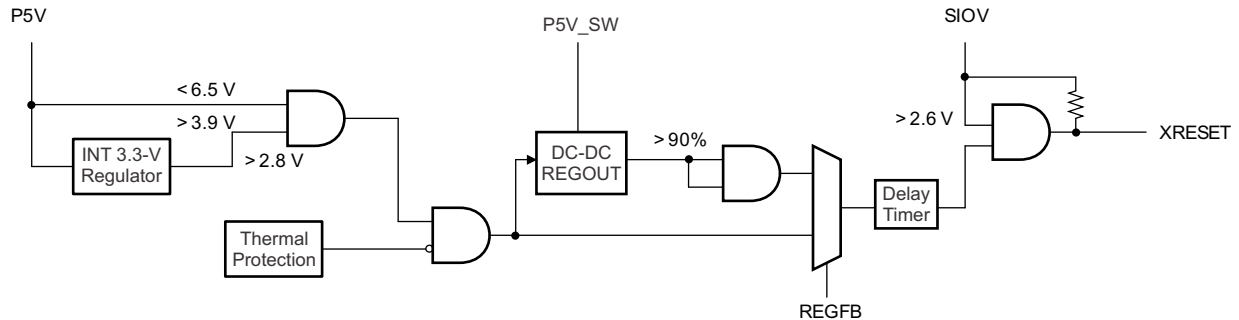 P5V
P5V_SW
SIOV
< 6.5 V
> 3.9 V
INT 3.3-V
Regulator
> 2.8 V
DC-DC
REGOUT
> 90%
> 2.6 V
XRESET
Delay
Timer
Thermal
Protection
REGFB